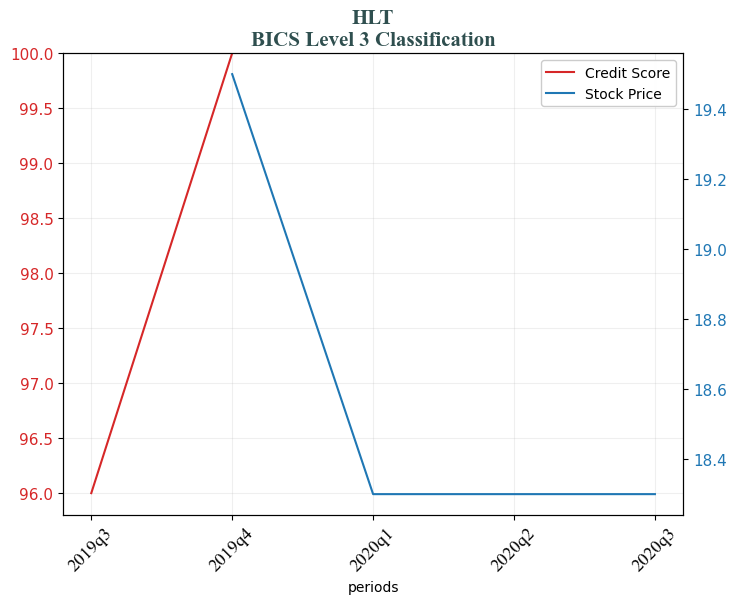 HLT
BICS Level 3 Classification
100.0
99.5
99.0
98.5
98.0
97.5
97.0
96.5
96.0
Credit Score
Stock Price
19.4
19.2
19.0
18.8
18.6
18.4
2019q3
2019q4
2020q1
2020q2
2020q3
periods